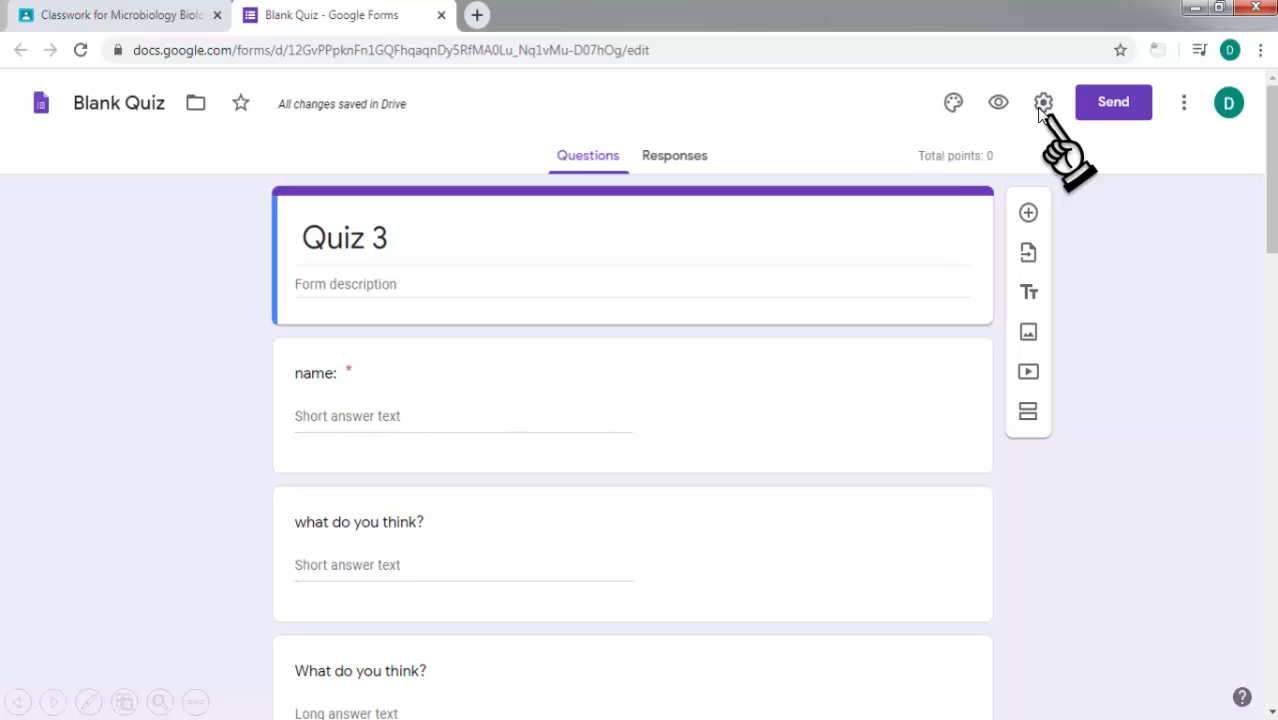 Classwork for Microbiology Biolo
Blank Quiz - Google Forms
docs.google.com/forms/d/12GvPPpknFn1GQFhqaqnDy5RfMA0Lu_Nq1vMu-D07hOg/edit
D
Blank Quiz
All changes saved in Drive
Send
D
Questions
Responses
Total points: 0
Quiz 3
Form description
Tт
name: *
Short answer text
what do you think?
Short answer text
What do you think?
Long answer text